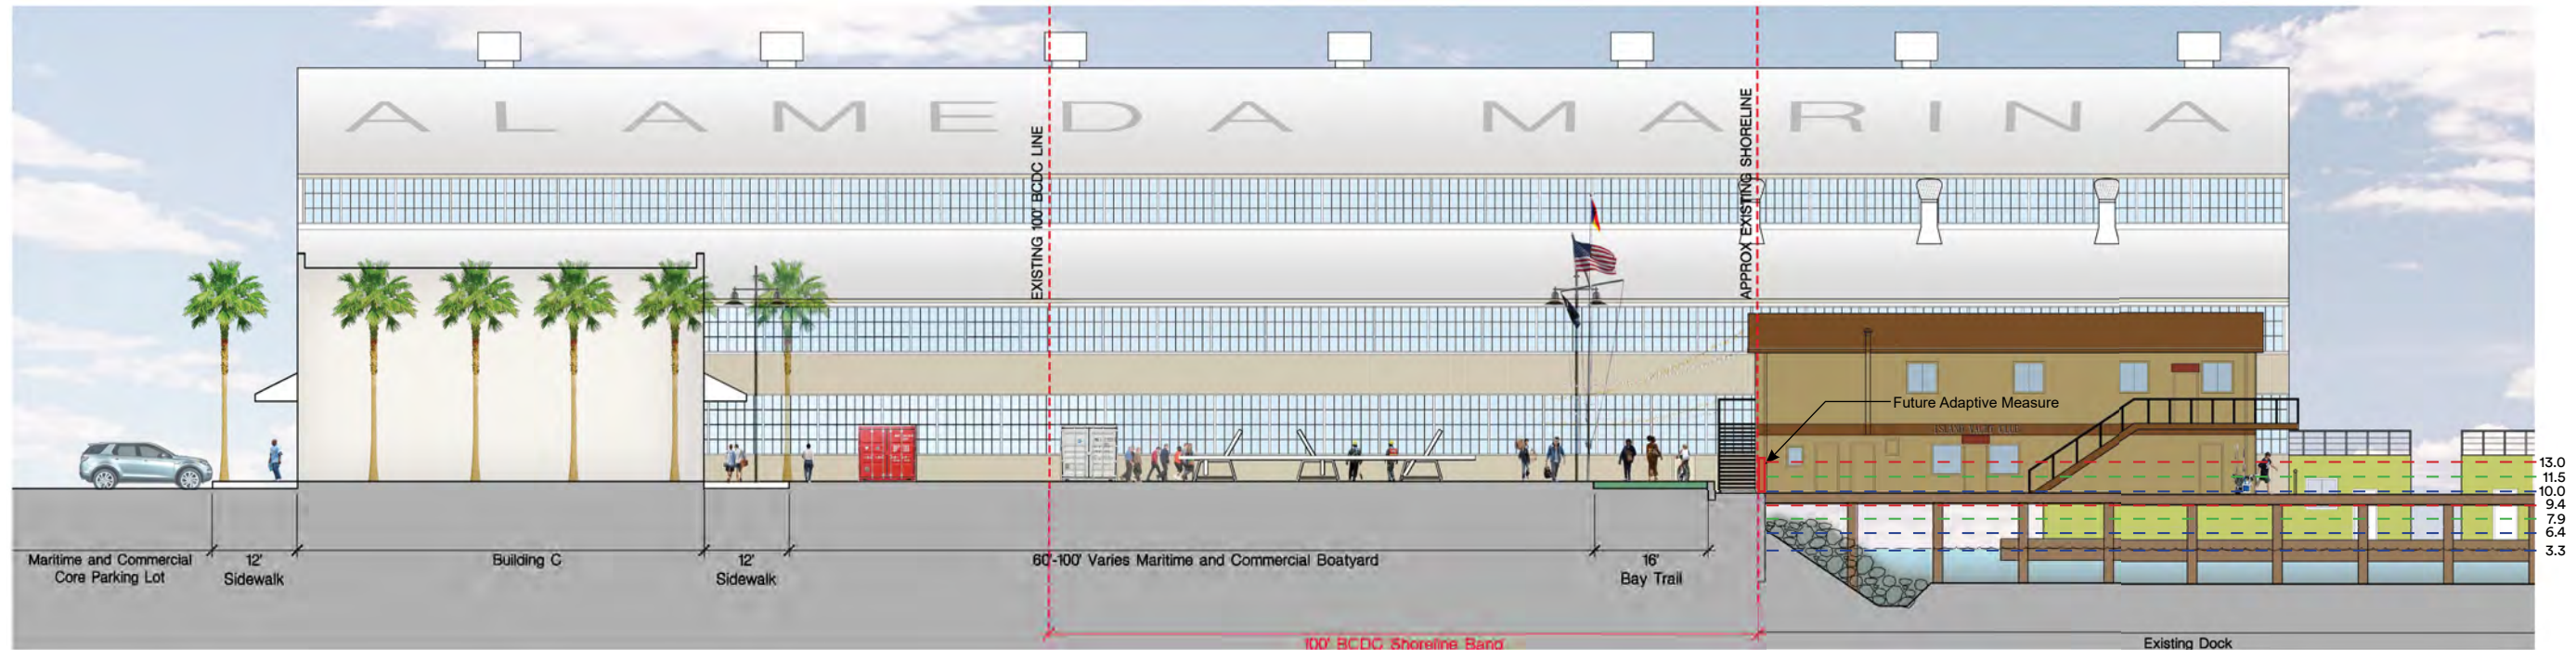 ALAMEDA MARINA
EXISTING 100' BCDC LINE
APPROX EXISTING SHORELINE
Future Adaptive Measure
13.0
11.5
10.0
9.4
7.9
6.4
3.3
Maritime and Commercial
Core Parking Lot
12'
Sidewalk
Building C
12'
Sidewalk
60'-100' Varies Maritime and Commercial Boatyard
16'
Bay Trail
100' BCDC Shoreline Band
Existing Dock